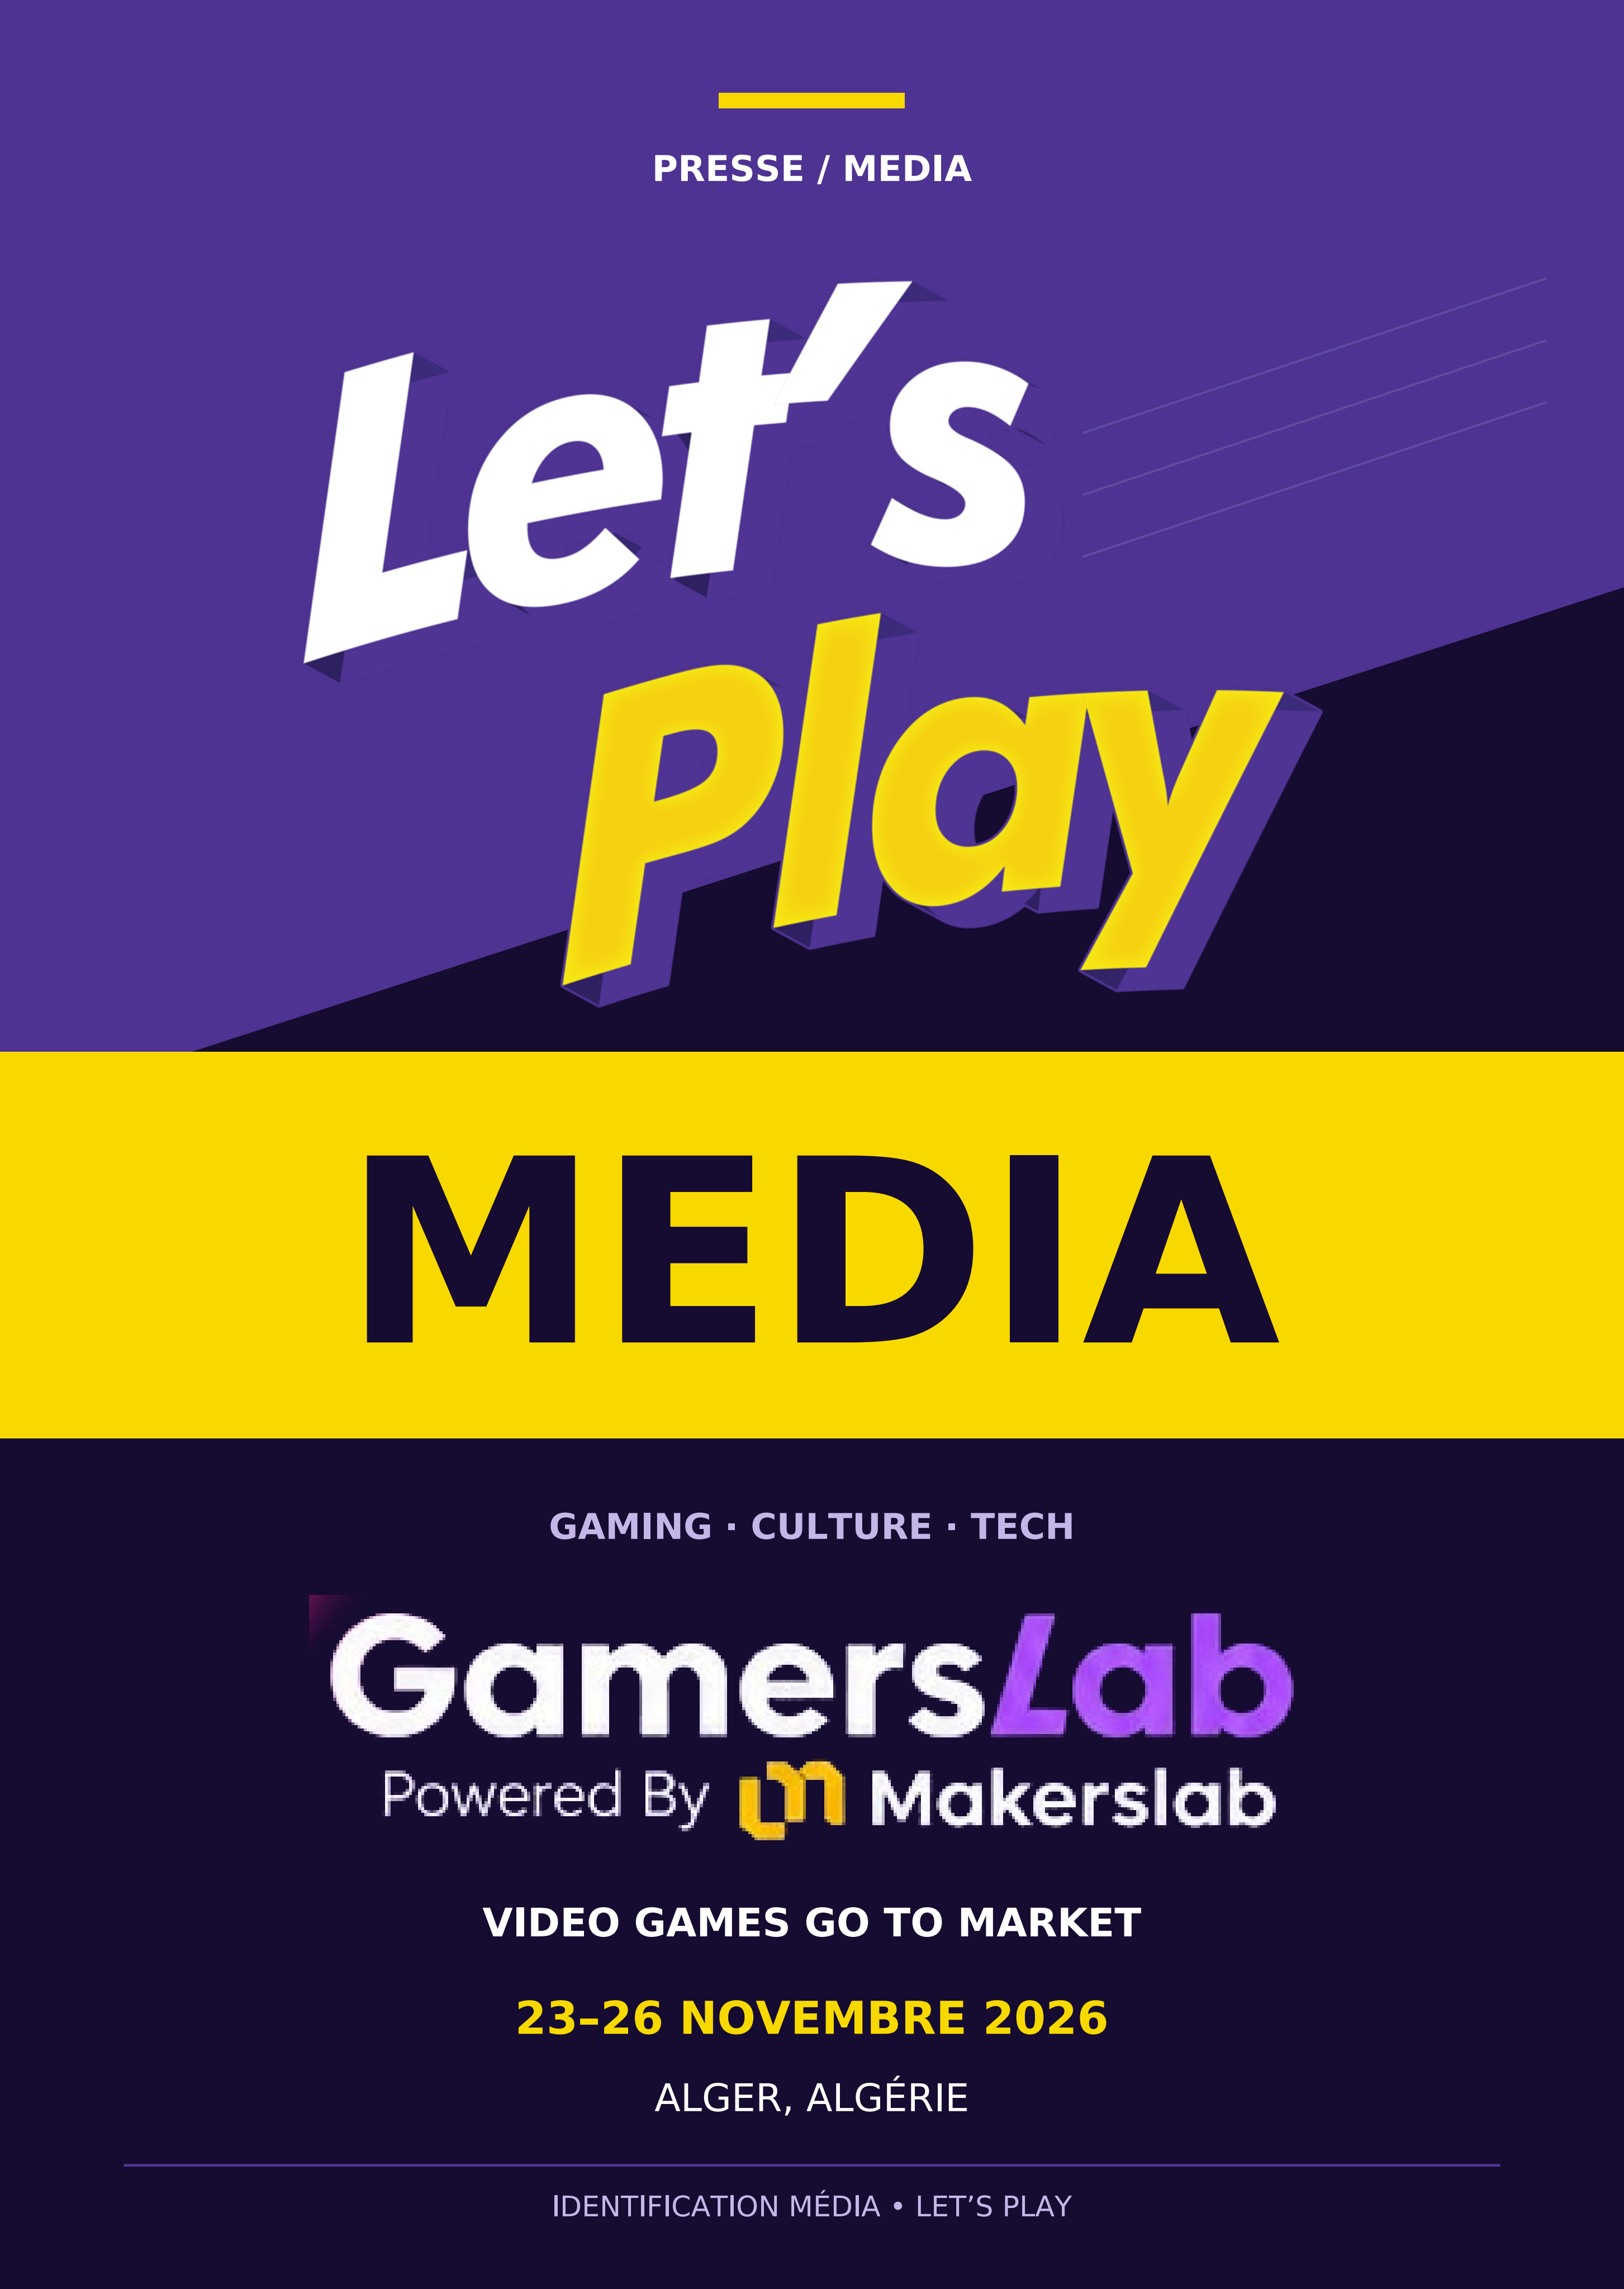 PRESSE / MEDIA
Let's
Play
MEDIA
GAMING · CULTURE · TECH
GamersLab
Powered By Makerslab
VIDEO GAMES GO TO MARKET
23–26 NOVEMBRE 2026
ALGER, ALGÉRIE
IDENTIFICATION MÉDIA • LET’S PLAY